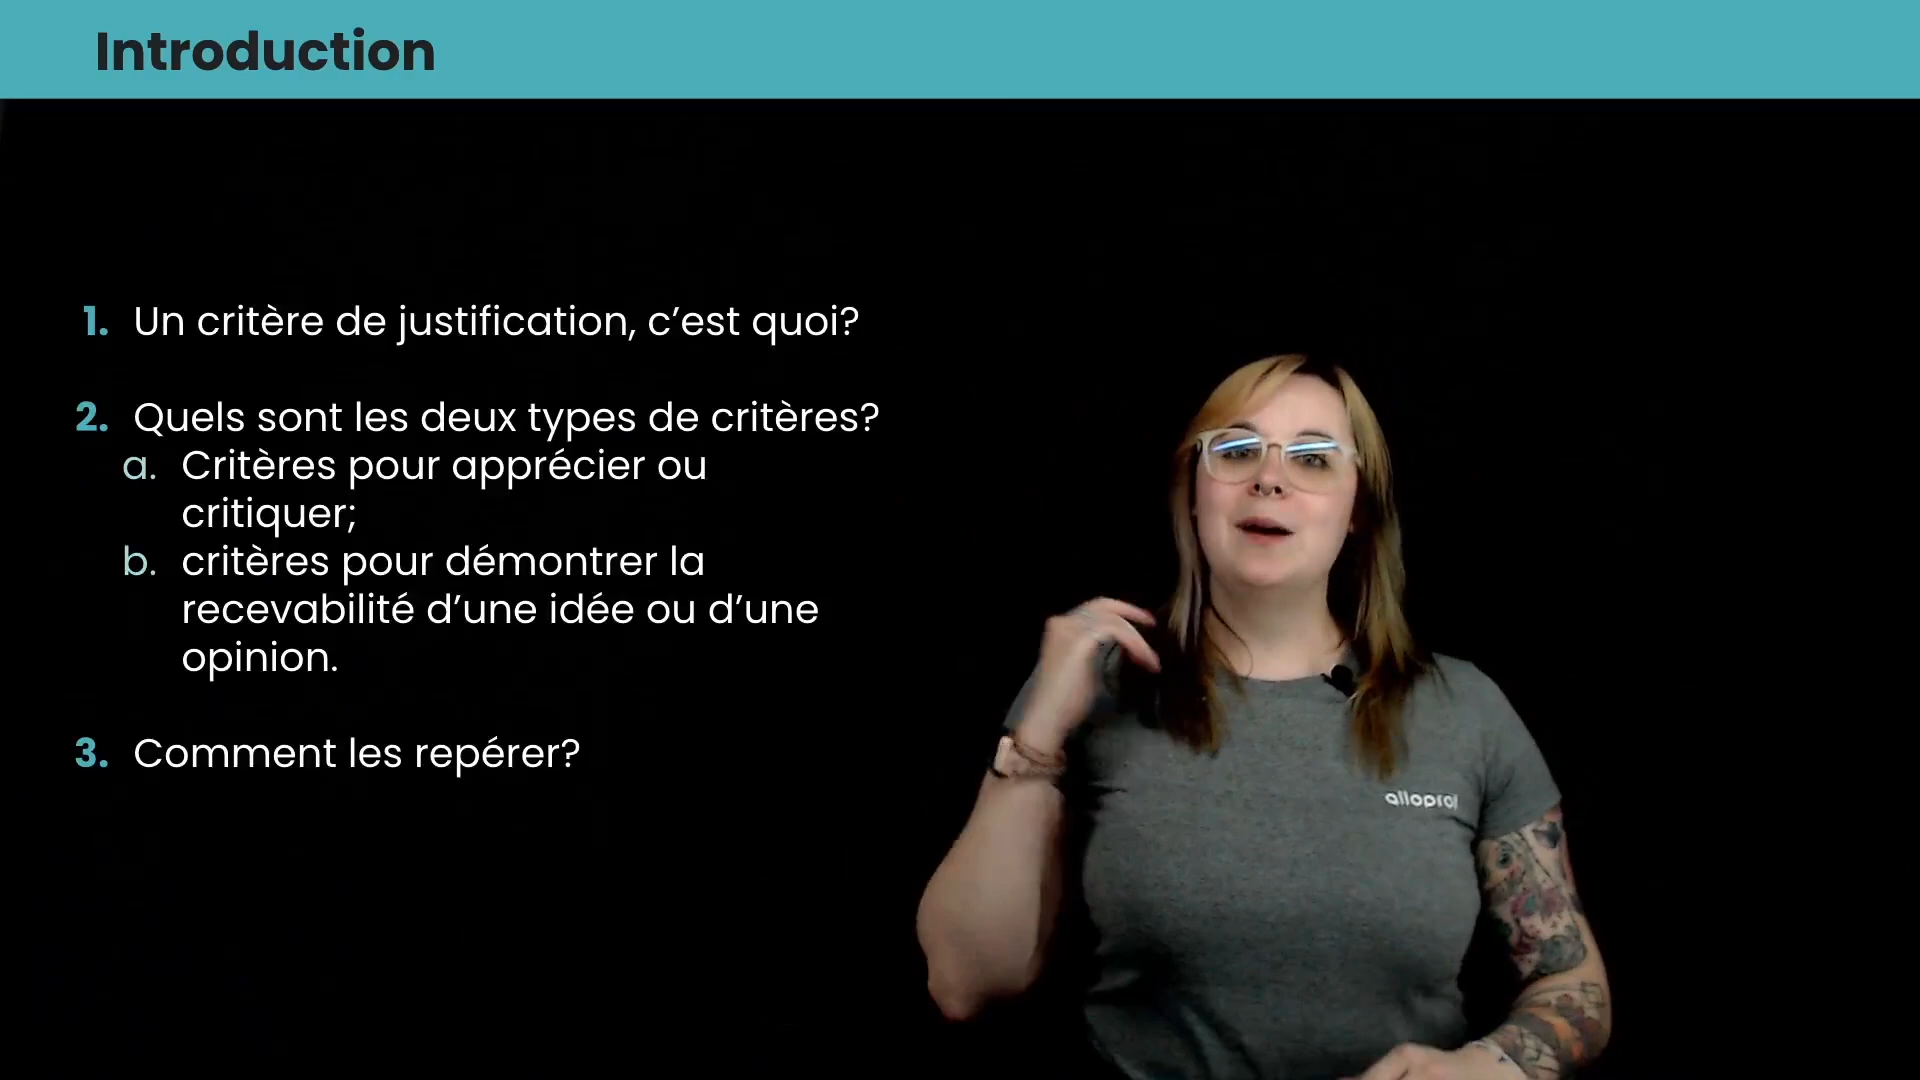 Introduction
1. Un critère de justification, c’est quoi?
2. Quels sont les deux types de critères?
a. Critères pour apprécier ou
critiquer;
b. critères pour démontrer la
recevabilité d’une idée ou d’une
opinion.
3. Comment les repérer?
alloprof